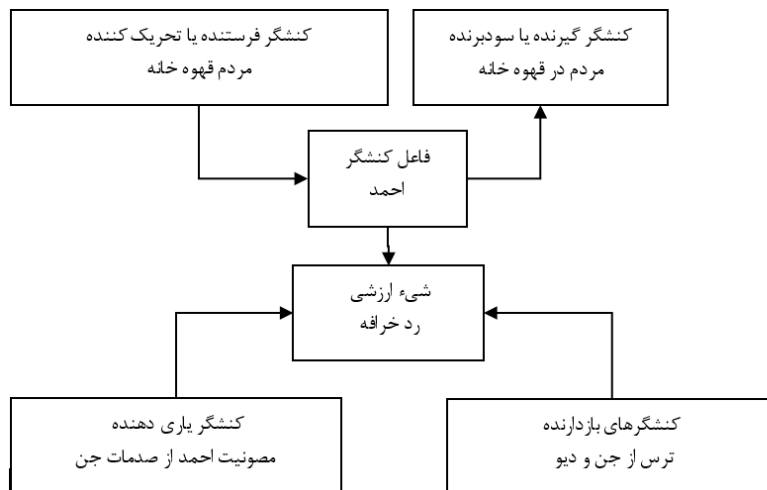 کنشگر گیرنده یا سودبرنده
مردم در قهوه خانه
کنشگر فرستنده یا تحریک کننده
مردم قهوه خانه
فاعل کنشگر
احمد
شیء ارزشی
رد خرافه
کنشگرهای بازدارنده
ترس از جن و دیو
کنشگر یاری دهنده
مصونیت احمد از صدمات جن